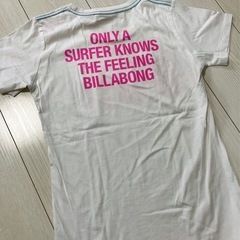 ONLY A
SURFER KNOWS
THE FEELING
BILLABONG